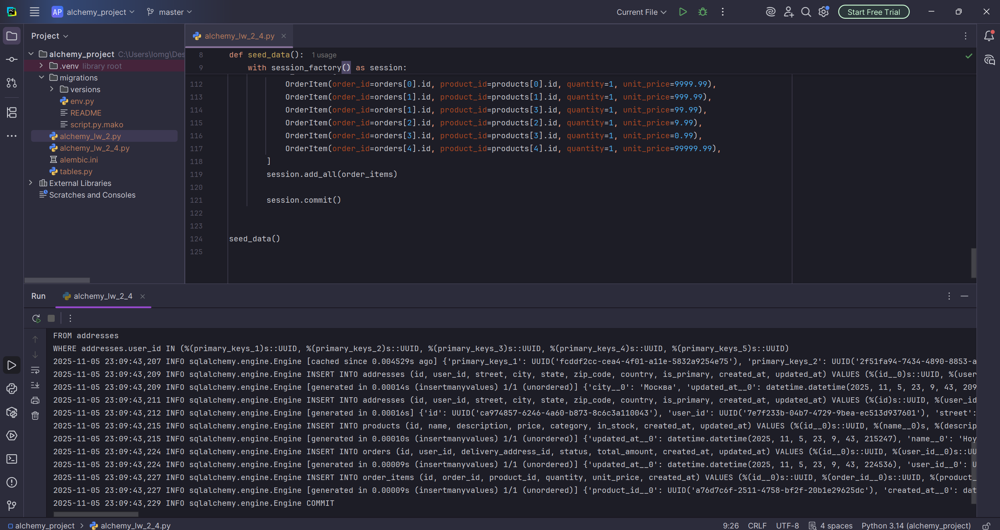 AP alchemy_project master Current File Start Free Trial
Project
alchemy_project C:\Users\lomg\Des
.venv library root
migrations
versions
env.py
README
script.py.mako
alchemy_lw_2.py
alchemy_lw_2_4.py
alembic.ini
tables.py
External Libraries
Scratches and Consoles
alchemy_lw_2_4.py
8 def seed_data(): 1 usage
9 with session_factory() as session:
112 OrderItem(order_id=orders[0].id, product_id=products[0].id, quantity=1, unit_price=9999.99),
113 OrderItem(order_id=orders[1].id, product_id=products[1].id, quantity=1, unit_price=999.99),
114 OrderItem(order_id=orders[1].id, product_id=products[3].id, quantity=1, unit_price=99.99),
115 OrderItem(order_id=orders[2].id, product_id=products[2].id, quantity=1, unit_price=9.99),
116 OrderItem(order_id=orders[3].id, product_id=products[3].id, quantity=1, unit_price=0.99),
117 OrderItem(order_id=orders[4].id, product_id=products[4].id, quantity=1, unit_price=99999.99),
118 ]
119 session.add_all(order_items)
120
121 session.commit()
122
123
124 seed_data()
125
Run alchemy_lw_2_4
FROM addresses
WHERE addresses.user_id IN (%(primary_keys_1)s::UUID, %(primary_keys_2)s::UUID, %(primary_keys_3)s::UUID, %(primary_keys_4)s::UUID, %(primary_keys_5)s::UUID)
2025-11-05 23:09:43,207 INFO sqlalchemy.engine.Engine [cached since 0.004529s ago] {'primary_keys_1': UUID('fcddf2cc-cea4-4f01-a11e-5832a9254e75'), 'primary_keys_2': UUID('2f51fa94-7434-4890-8853-a
2025-11-05 23:09:43,209 INFO sqlalchemy.engine.Engine INSERT INTO addresses (id, user_id, street, city, state, zip_code, country, is_primary, created_at, updated_at) VALUES (%(id__0)s::UUID, %(user
2025-11-05 23:09:43,209 INFO sqlalchemy.engine.Engine [generated in 0.00014s (insertmanyvalues) 1/1 (unordered)] {'city__0': 'Москва', 'updated_at__0': datetime.datetime(2025, 11, 5, 23, 9, 43, 209
2025-11-05 23:09:43,211 INFO sqlalchemy.engine.Engine INSERT INTO addresses (id, user_id, street, city, state, zip_code, country, is_primary, created_at, updated_at) VALUES (%(id)s::UUID, %(user_id
2025-11-05 23:09:43,212 INFO sqlalchemy.engine.Engine [generated in 0.00016s] {'id': UUID('ca974857-6246-4a60-b873-8c6c3a110043'), 'user_id': UUID('7e7f233b-04b7-4729-9bea-ec513d937601'), 'street':
2025-11-05 23:09:43,215 INFO sqlalchemy.engine.Engine INSERT INTO products (id, name, description, price, category, in_stock, created_at, updated_at) VALUES (%(id__0)s::UUID, %(name__0)s, %(descrip
2025-11-05 23:09:43,215 INFO sqlalchemy.engine.Engine [generated in 0.00010s (insertmanyvalues) 1/1 (unordered)] {'updated_at__0': datetime.datetime(2025, 11, 5, 23, 9, 43, 215247), 'name__0': 'Ноу
2025-11-05 23:09:43,224 INFO sqlalchemy.engine.Engine INSERT INTO orders (id, user_id, delivery_address_id, status, total_amount, created_at, updated_at) VALUES (%(id__0)s::UUID, %(user_id__0)s::UU
2025-11-05 23:09:43,224 INFO sqlalchemy.engine.Engine [generated in 0.00009s (insertmanyvalues) 1/1 (unordered)] {'updated_at__0': datetime.datetime(2025, 11, 5, 23, 9, 43, 224536), 'user_id__0': U
2025-11-05 23:09:43,227 INFO sqlalchemy.engine.Engine INSERT INTO order_items (id, order_id, product_id, quantity, unit_price, created_at) VALUES (%(id__0)s::UUID, %(order_id__0)s::UUID, %(product_
2025-11-05 23:09:43,227 INFO sqlalchemy.engine.Engine [generated in 0.00009s (insertmanyvalues) 1/1 (unordered)] {'product_id__0': UUID('a76d7c6f-2511-4758-bf2f-20b1e29625dc'), 'created_at__0': dat
2025-11-05 23:09:43,229 INFO sqlalchemy.engine.Engine COMMIT
alchemy_project > alchemy_lw_2_4.py 9:26 CRLF UTF-8 4 spaces Python 3.14 (alchemy_project)